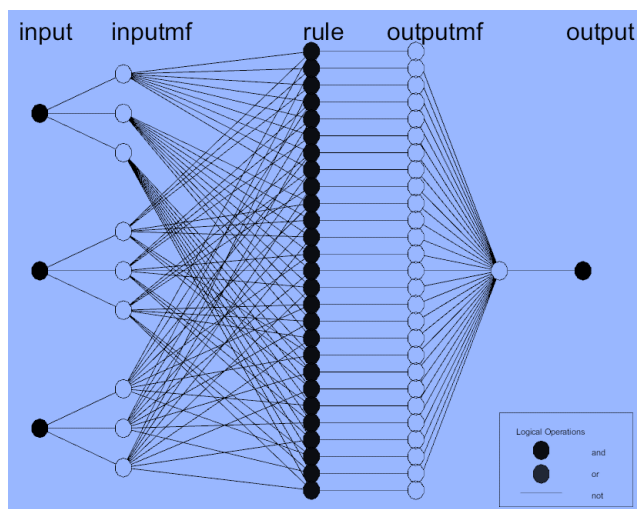 input inputmf rule outputmf output
Logical Operations
and
or
not